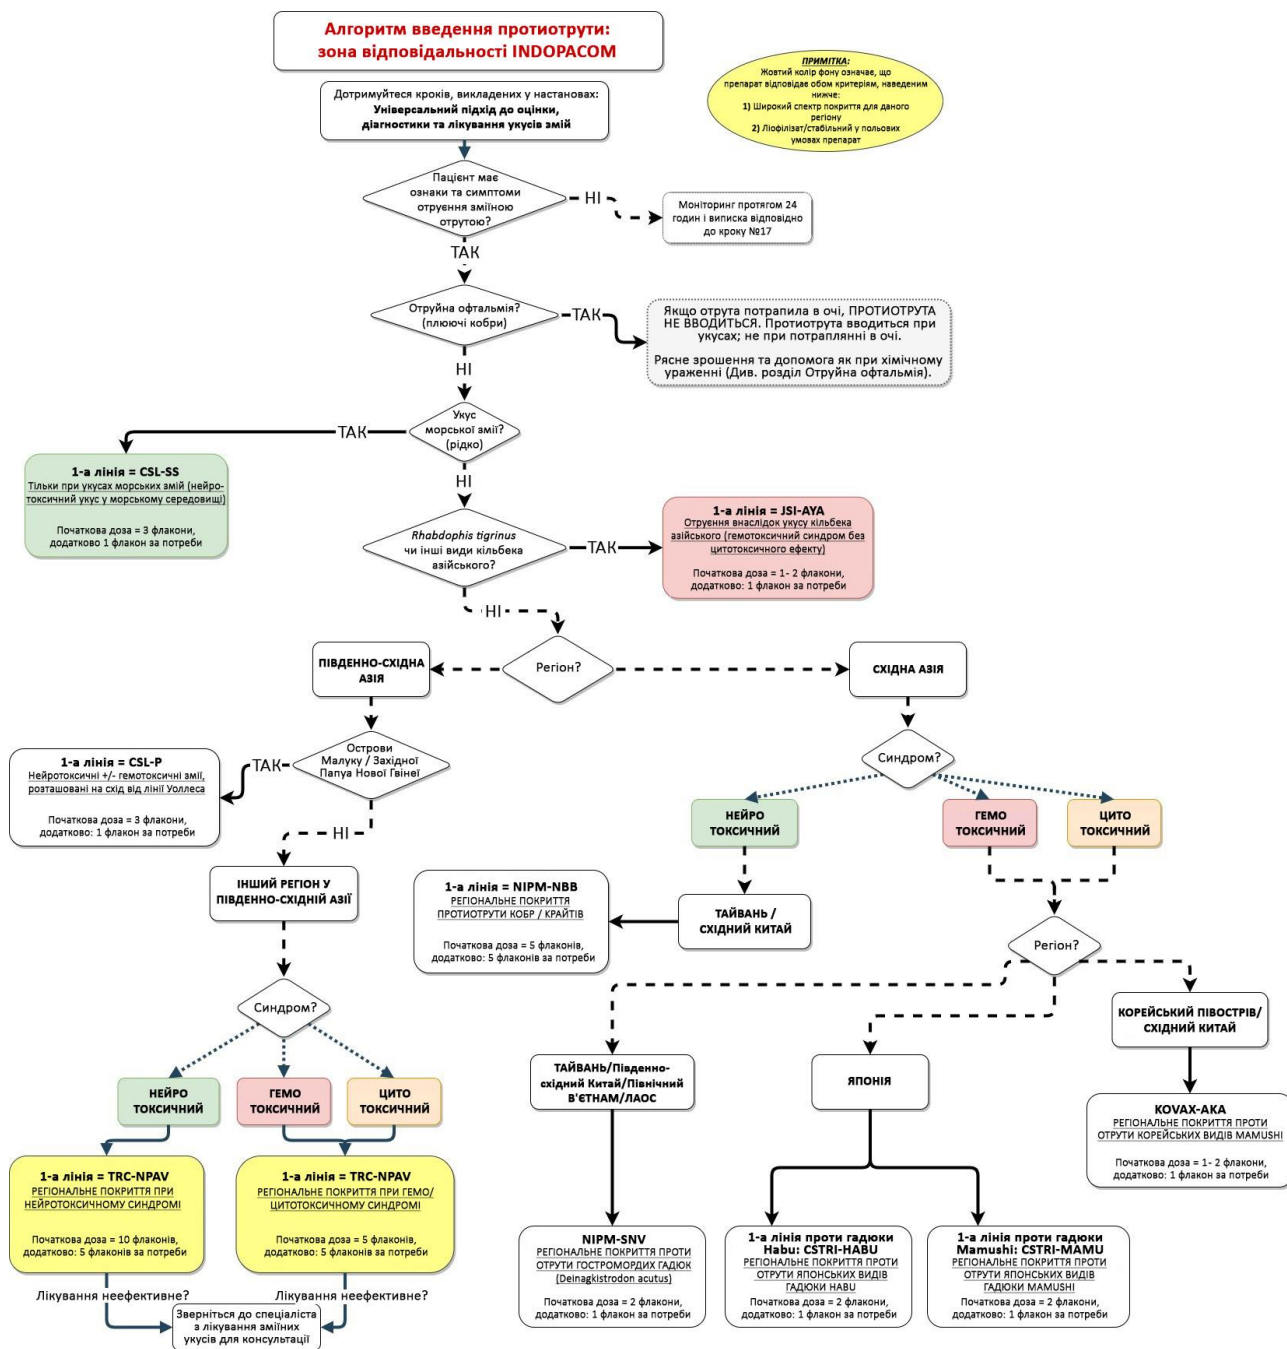 Алгоритм введення протиотрути:
зона відповідальності INDOPACOM
ПРИМІТКА:
Жовтий колір фону означає, що
препарат відповідає обом критеріям, наведеним
нижче:
1) Широкий спектр покриття для даного
регіону
2) Ліофілізат/стабільний у польових
умовах препарат
Дотримуйтеся кроків, викладених у настановах:
Універсальний підхід до оцінки,
діагностики та лікування укусів змій
Пацієнт має
ознаки та симптоми
отруєння зміїною
отрутою?
НІ
Моніторинг протягом 24
годин і виписка відповідно
до кроку №17
ТАК
Отруйна офтальмія?
(плюючі кобри)
ТАК
Якщо отрута потрапила в очі, ПРОТИОТРУТА
НЕ ВВОДИТЬСЯ. Протиотрута вводиться при
укусах; не при потраплянні в очі.
Рясне зрошення та допомога як при хімічному
ураженні (Див. розділ Отруйна офтальмія).
НІ
Укус
морської змії?
(рідко)
ТАК
1-а лінія = CSL-SS
Тільки при укусах морських змій (нейро-
токсичний укус у морському середовищі)
Початкова доза = 3 флакони,
додатково 1 флакон за потреби
НІ
Rhabdophis tigrinus
чи інші види кільбека
азійського?
ТАК
1-а лінія = JSI-AYA
Отруєння внаслідок укусу кільбека
азійського (гемотоксичний синдром без
цитотоксичного ефекту)
Початкова доза = 1- 2 флакони,
додатково: 1 флакон за потреби
НІ
Регіон?
ПІВДЕННО-СХІДНА
АЗІЯ
СХІДНА АЗІЯ
Острови
Малуку / Західної
Папуа Нової Гвінеї
ТАК
1-а лінія = CSL-P
Нейротоксичні +/- гемотоксичні змії,
розташовані на схід від лінії Уоллеса
Початкова доза = 3 флакони,
додатково: 1 флакон за потреби
НІ
ІНШИЙ РЕГІОН У
ПІВДЕННО-СХІДНІЙ АЗІЇ
Синдром?
НЕЙРО
ТОКСИЧНИЙ
ГЕМО
ТОКСИЧНИЙ
ЦИТО
ТОКСИЧНИЙ
1-а лінія = TRC-NPAV
РЕГІОНАЛЬНЕ ПОКРИТТЯ ПРИ
НЕЙРОТОКСИЧНОМУ СИНДРОМІ
Початкова доза = 10 флаконів,
додатково: 5 флаконів за потреби
1-а лінія = TRC-NPAV
РЕГІОНАЛЬНЕ ПОКРИТТЯ ПРИ ГЕМО/
ЦИТОТОКСИЧНОМУ СИНДРОМІ
Початкова доза = 5 флаконів,
додатково: 5 флаконів за потреби
Лікування неефективне?
Лікування неефективне?
Зверніться до спеціаліста
з лікування зміїних
укусів для консультації
Синдром?
НЕЙРО
ТОКСИЧНИЙ
ГЕМО
ТОКСИЧНИЙ
ЦИТО
ТОКСИЧНИЙ
1-а лінія = NIPM-NBB
РЕГІОНАЛЬНЕ ПОКРИТТЯ
ПРОТИОТРУТИ КОБР / КРАЙТІВ
Початкова доза = 5 флаконів,
додатково: 5 флаконів за потреби
ТАЙВАНЬ /
СХІДНИЙ КИТАЙ
Регіон?
ТАЙВАНЬ/Південно-
східний Китай/Північний
В'ЄТНАМ/ЛАОС
ЯПОНІЯ
КОРЕЙСЬКИЙ ПІВОСТРІВ/
СХІДНИЙ КИТАЙ
KOVAX-AKA
РЕГІОНАЛЬНЕ ПОКРИТТЯ ПРОТИ
ОТРУТИ КОРЕЙСЬКИХ ВИДІВ MAMUSHI
Початкова доза = 1- 2 флакони,
додатково: 1 флакон за потреби
NIPM-SNV
РЕГІОНАЛЬНЕ ПОКРИТТЯ ПРОТИ
ОТРУТИ ГОСТРОМОРДИХ ГАДЮК
(Deinagkistrodon acutus)
Початкова доза = 2 флакони,
додатково: 1 флакон за потреби
1-а лінія проти гадюки
Habu: CSTRI-HABU
РЕГІОНАЛЬНЕ ПОКРИТТЯ ПРОТИ
ОТРУТИ ЯПОНСЬКИХ ВИДІВ
ГАДЮКИ HABU
Початкова доза = 2 флакони,
додатково: 1 флакон за потреби
1-а лінія проти гадюки
Mamushi: CSTRI-MAMU
РЕГІОНАЛЬНЕ ПОКРИТТЯ ПРОТИ
ОТРУТИ ЯПОНСЬКИХ ВИДІВ
ГАДЮКИ MAMUSHI
Початкова доза = 2 флакони,
додатково: 1 флакон за потреби